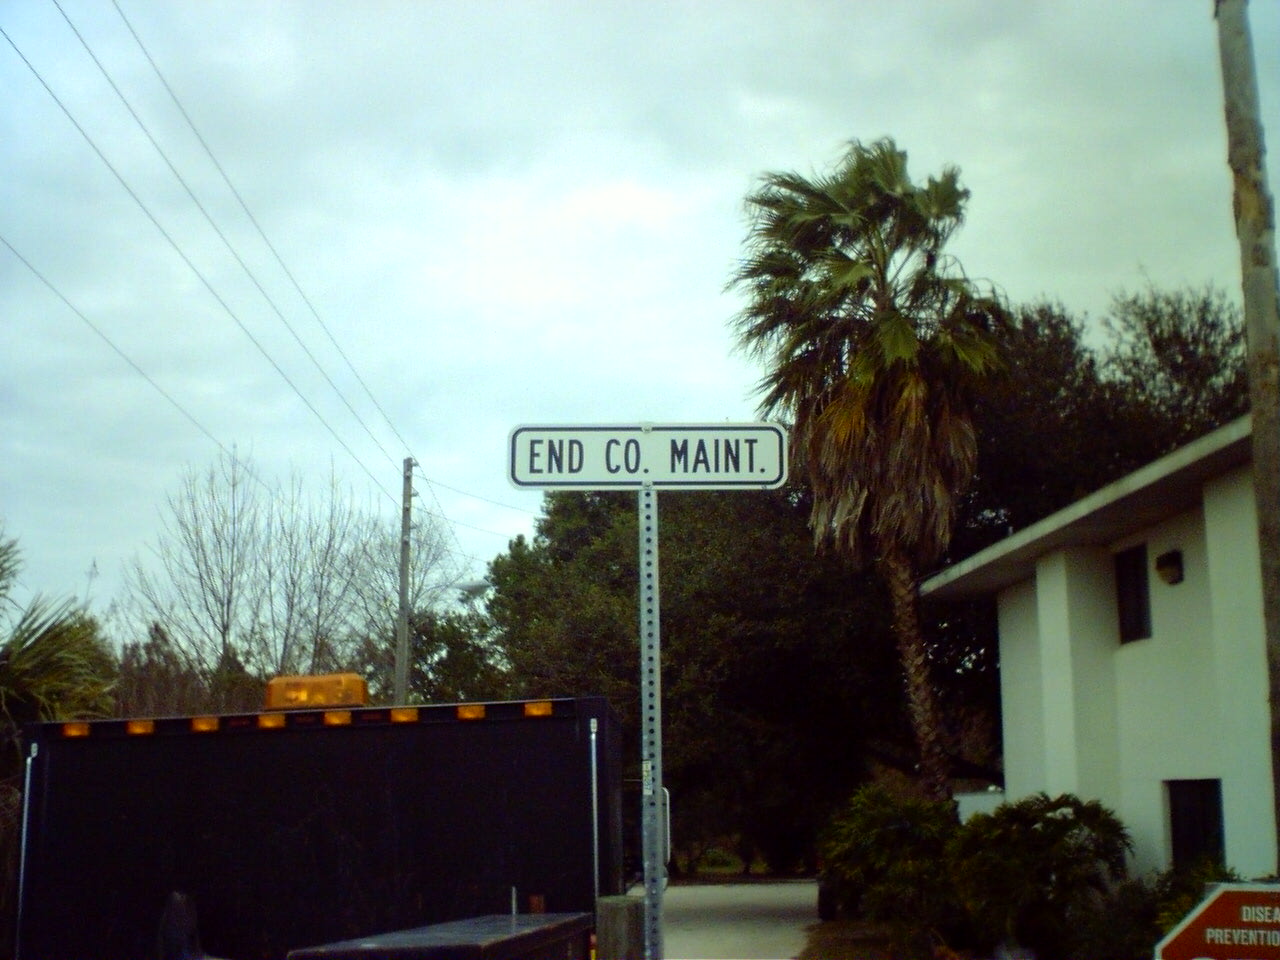 END CO. MAINT.
DISEA
PREVENTIO